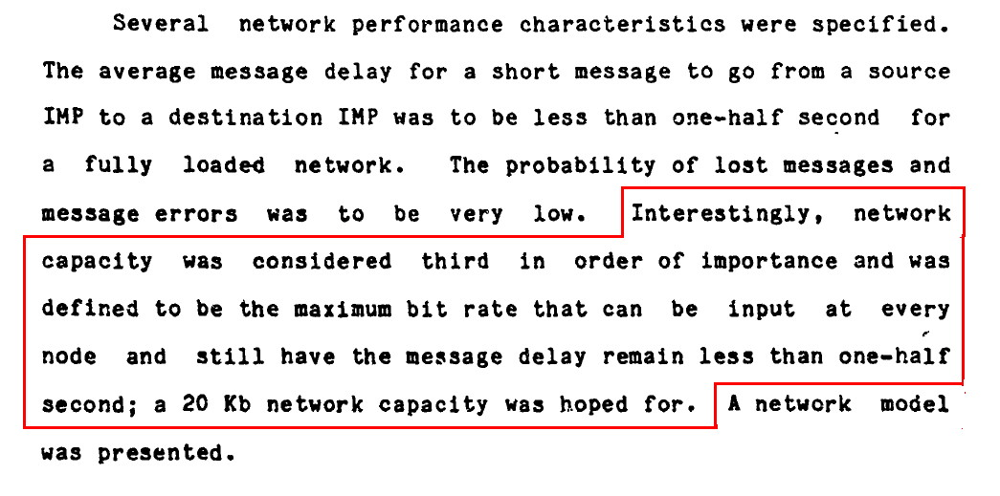 Several network performance characteristics were specified.
The average message delay for a short message to go from a source
IMP to a destination IMP was to be less than one-half second for
a fully loaded network. The probability of lost messages and
message errors was to be very low. Interestingly, network
capacity was considered third in order of importance and was
defined to be the maximum bit rate that can be input at every
node and still have the message delay remain less than one-half
second; a 20 Kb network capacity was hoped for. A network model
was presented.